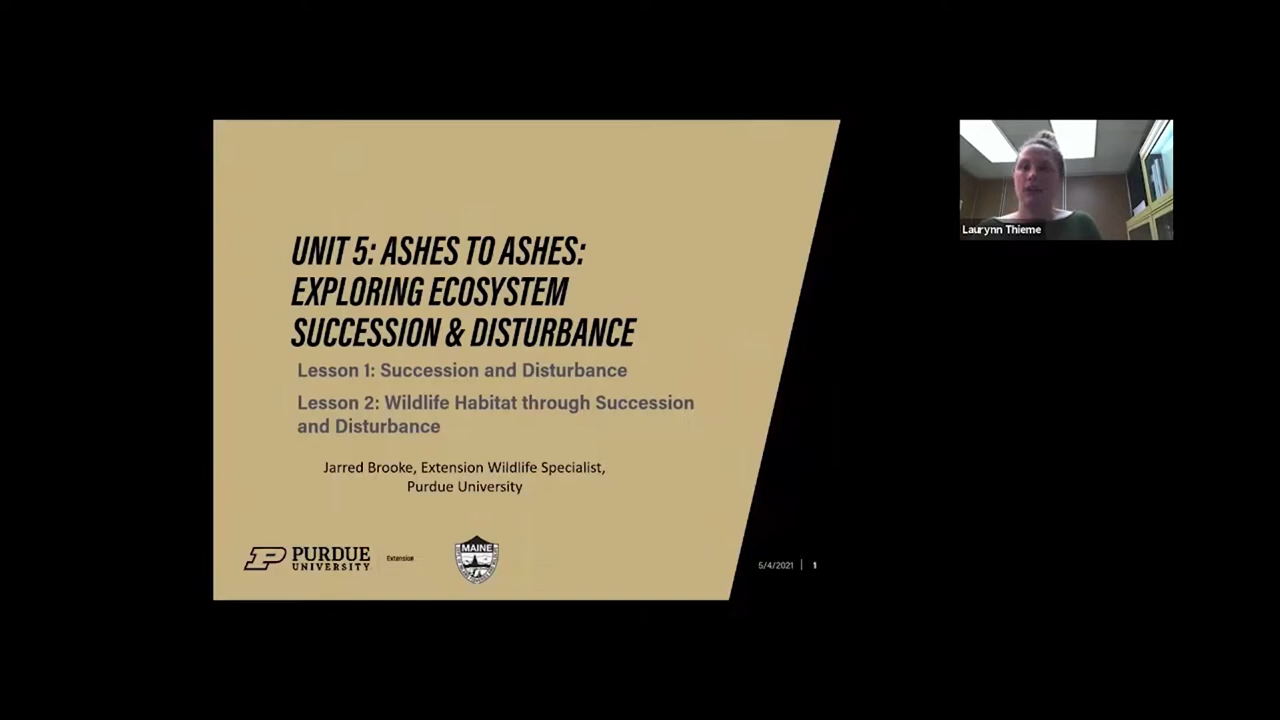 UNIT 5: ASHES TO ASHES:
EXPLORING ECOSYSTEM
SUCCESSION & DISTURBANCE
Lesson 1: Succession and Disturbance
Lesson 2: Wildlife Habitat through Succession
and Disturbance
Jarred Brooke, Extension Wildlife Specialist,
Purdue University
PURDUE
UNIVERSITY
Extension
MAINE
5/4/2021 | 1
Laurynn Thieme